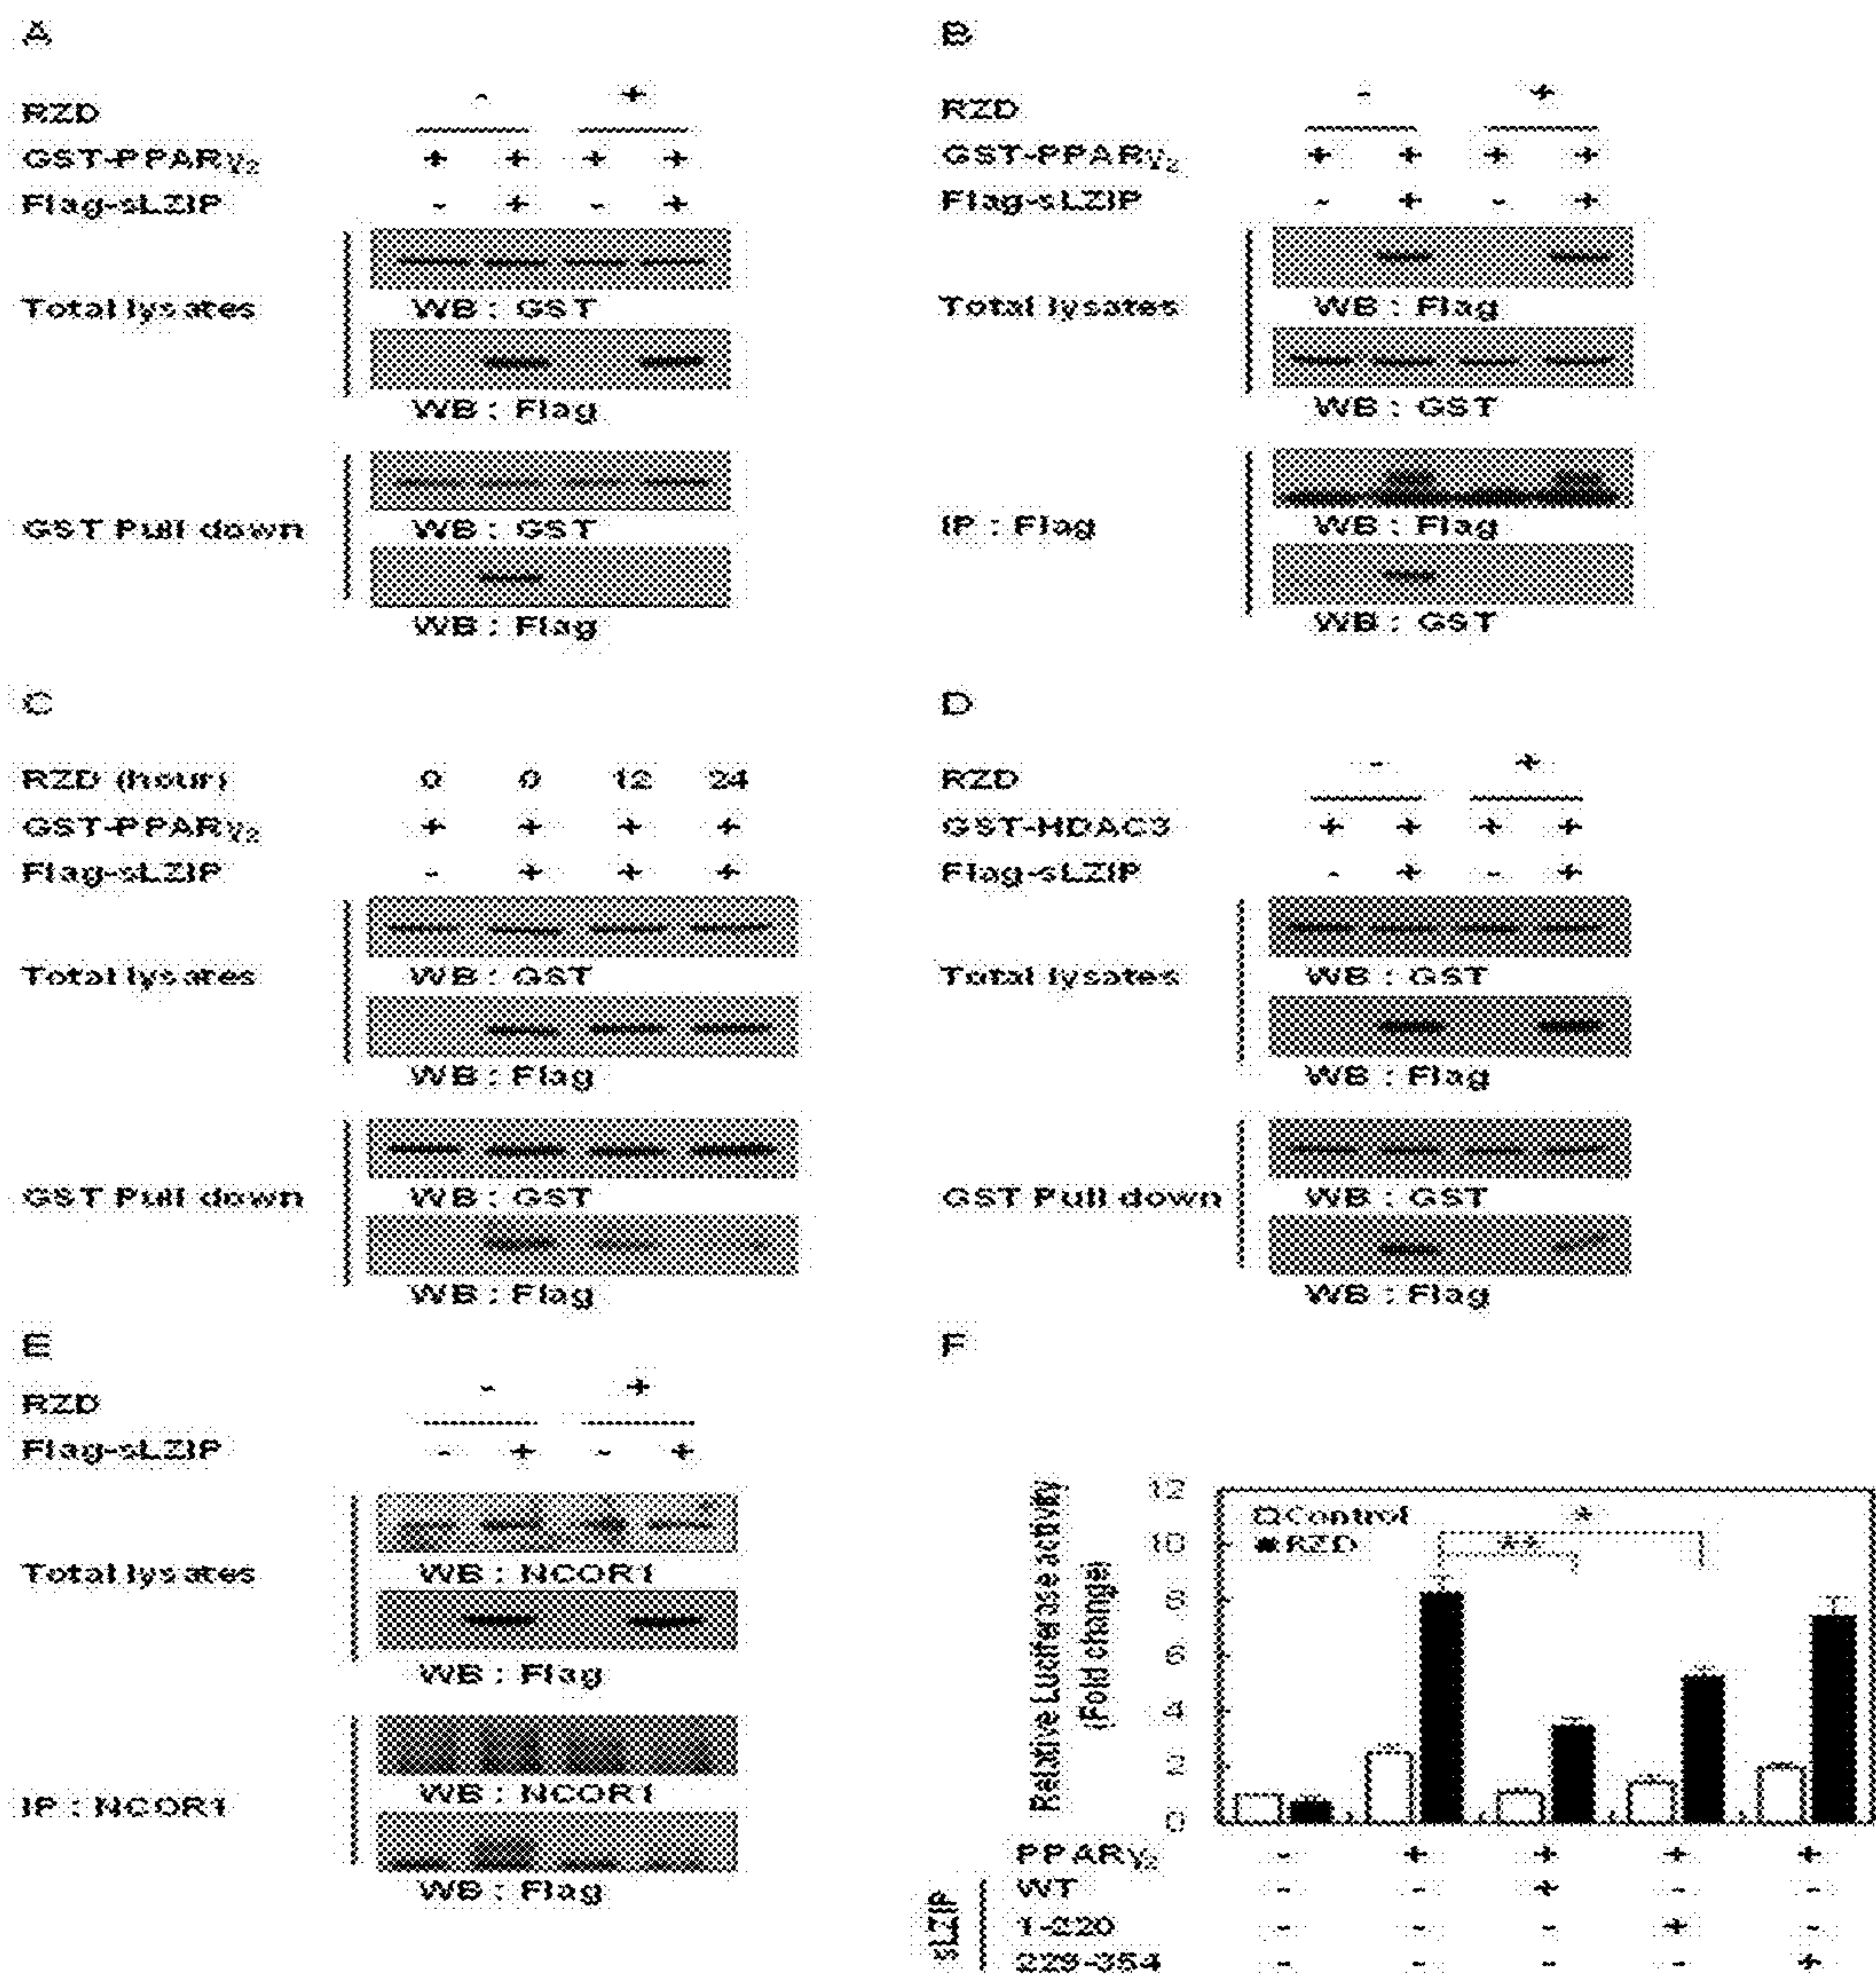 A
RZD - +
GST-PPARγ2 + + + +
Flag-sLZIP - + - +
Total lysates
WB : GST
WB : Flag
GST Pull down
WB : GST
WB : Flag
B
RZD - +
GST-PPARγ2 + + + +
Flag-sLZIP - + - +
Total lysates
WB : Flag
WB : GST
IP : Flag
WB : Flag
WB : GST
C
RZD (hour) 0 0 12 24
GST-PPARγ2 + + + +
Flag-sLZIP - + + +
Total lysates
WB : GST
WB : Flag
GST Pull down
WB : GST
WB : Flag
D
RZD - +
GST-HDAC3 + + + +
Flag-sLZIP - + - +
Total lysates
WB : GST
WB : Flag
GST Pull down
WB : GST
WB : Flag
E
RZD - +
Flag-sLZIP - + - +
Total lysates
WB : NCOR1
WB : Flag
IP : NCOR1
WB : NCOR1
WB : Flag
F
Relative Luciferase activity
(Fold change)
12
10
8
6
4
2
0
Control
RZD
*
**
PPARγ2 - + + + +
sLZIP
WT - - + - -
1-220 - - - + -
229-354 - - - - +